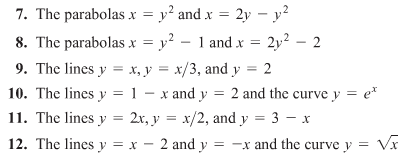 7. The parabolas x = y² and x = 2y − y²
8. The parabolas x = y² − 1 and x = 2y² − 2
9. The lines y = x, y = x/3, and y = 2
10. The lines y = 1 − x and y = 2 and the curve y = eˣ
11. The lines y = 2x, y = x/2, and y = 3 − x
12. The lines y = x − 2 and y = −x and the curve y = √x